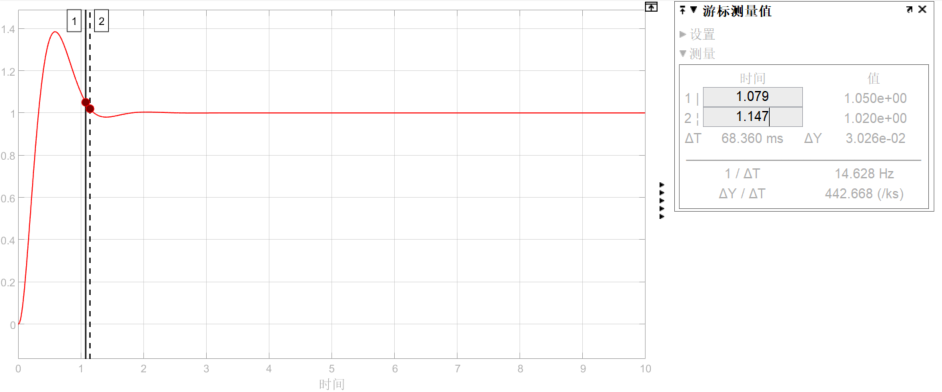 1 2
1.4
1.2
1
0.8
0.6
0.4
0.2
0
0 1 2 3 4 5 6 7 8 9 10
时间
游标测量值
设置
测量
时间 值
1 | 1.079 1.050e+00
2 ¦ 1.147 1.020e+00
ΔT 68.360 ms ΔY 3.026e-02
1 / ΔT 14.628 Hz
ΔY / ΔT 442.668 (/ks)